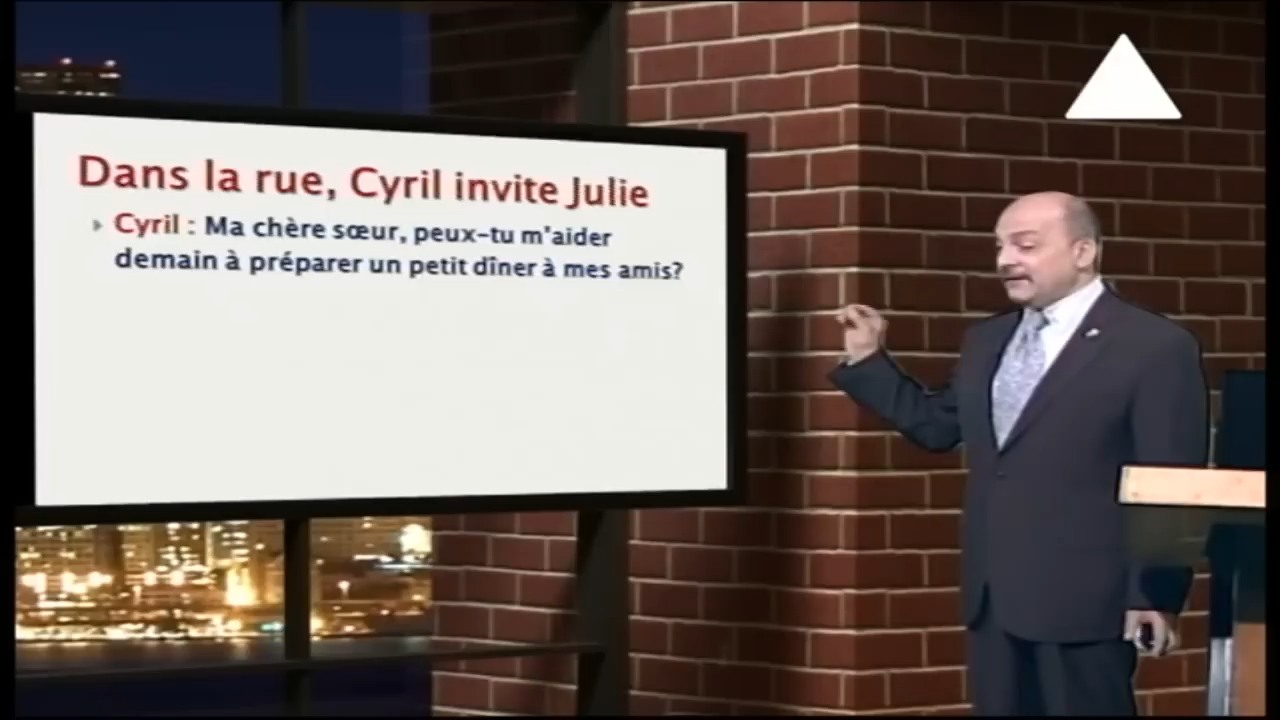 Dans la rue, Cyril invite Julie
Cyril : Ma chère sœur, peux-tu m'aider
demain à préparer un petit dîner à mes amis?